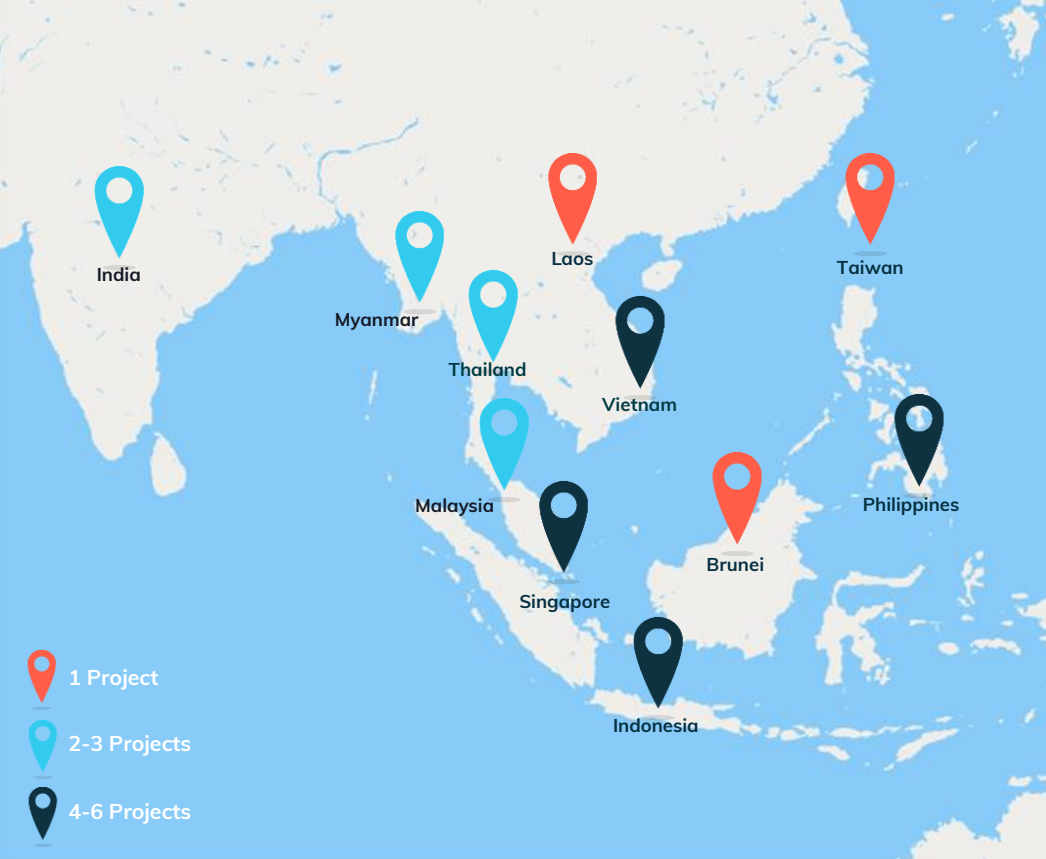 Laos
Taiwan
India
Myanmar
Thailand
Vietnam
Malaysia
Philippines
Brunei
Singapore
Indonesia
1 Project
2-3 Projects
4-6 Projects